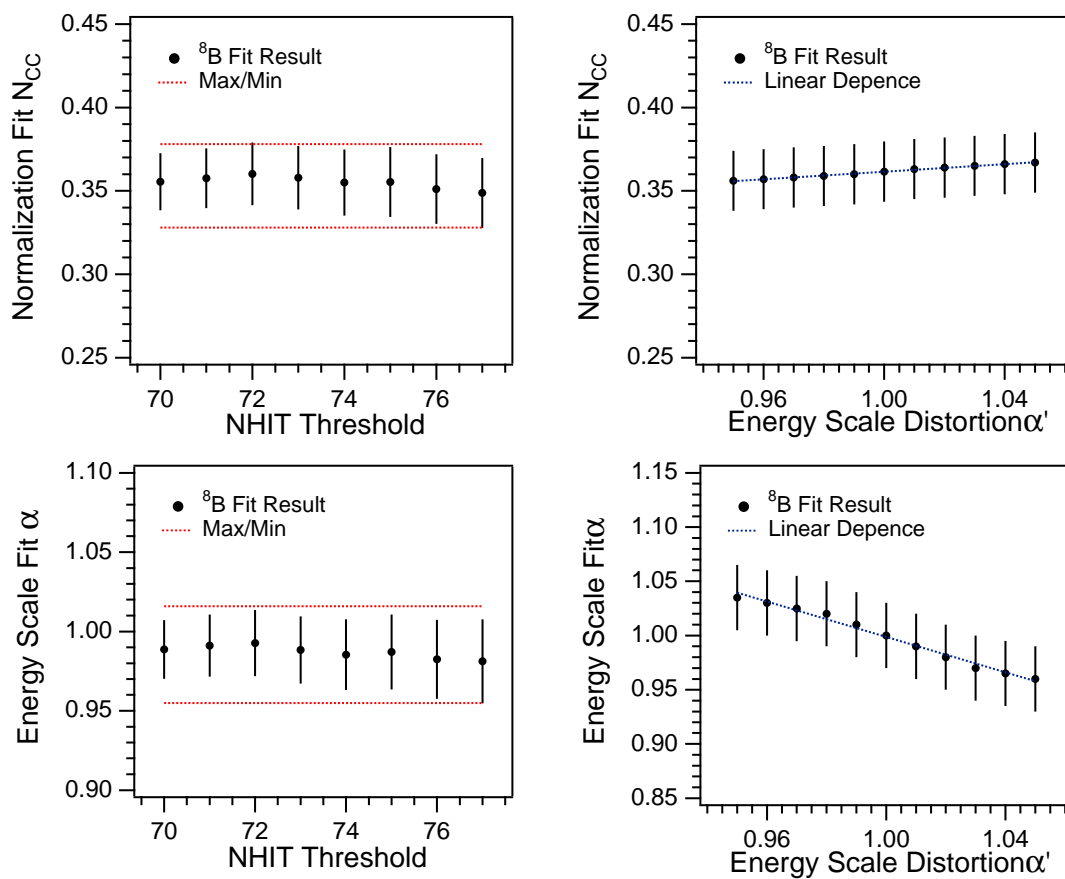 0.45
0.40
0.35
0.30
0.25
Normalization Fit N_CC
⁸B Fit Result
Max/Min
70 72 74 76
NHIT Threshold
0.45
0.40
0.35
0.30
0.25
Normalization Fit N_CC
⁸B Fit Result
Linear Depence
0.96 1.00 1.04
Energy Scale Distortionα'
1.10
1.05
1.00
0.95
0.90
Energy Scale Fit α
⁸B Fit Result
Max/Min
70 72 74 76
NHIT Threshold
1.15
1.10
1.05
1.00
0.95
0.90
0.85
Energy Scale Fitα
⁸B Fit Result
Linear Depence
0.96 1.00 1.04
Energy Scale Distortionα'